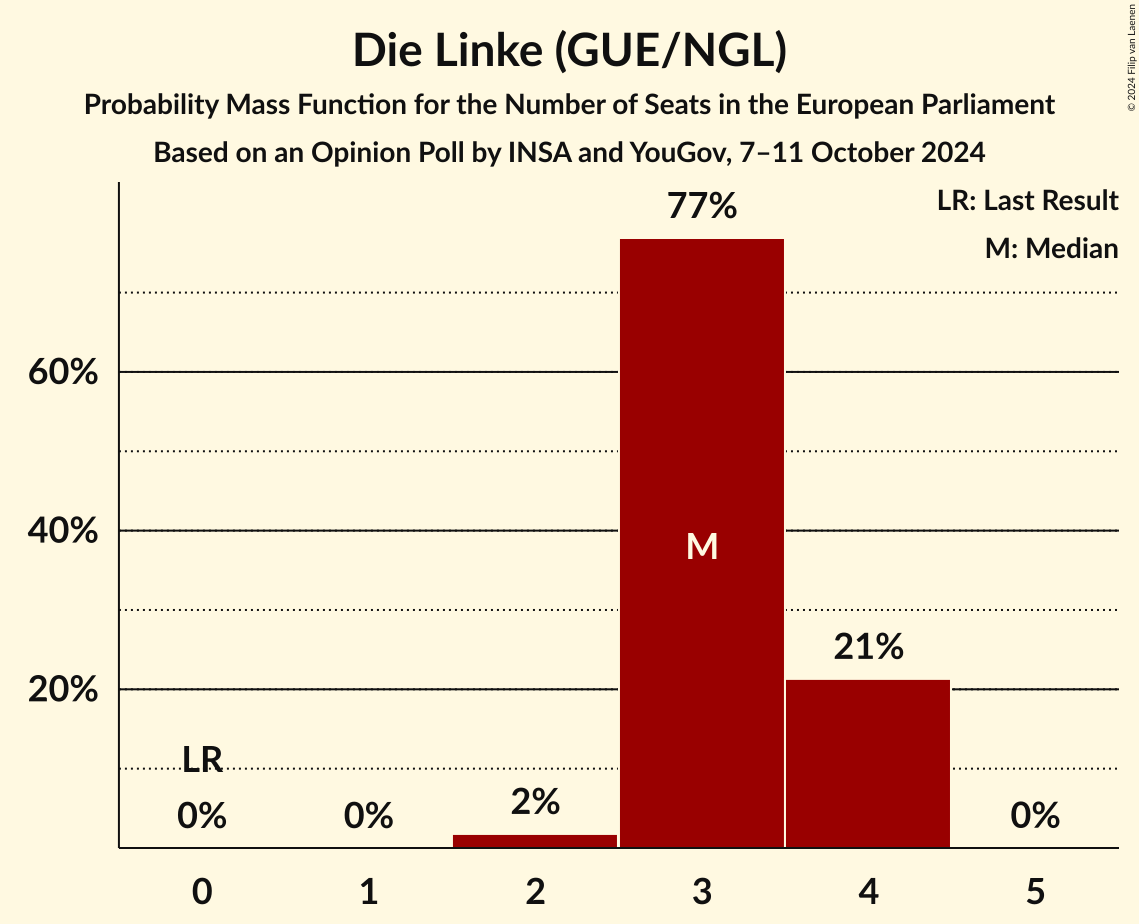 Die Linke (GUE/NGL)
Probability Mass Function for the Number of Seats in the European Parliament
Based on an Opinion Poll by INSA and YouGov, 7–11 October 2024
© 2024 Filip van Laenen
LR: Last Result
M: Median
77%
60%
40%
M
21%
20%
LR
0%
0%
2%
0%
0
1
2
3
4
5